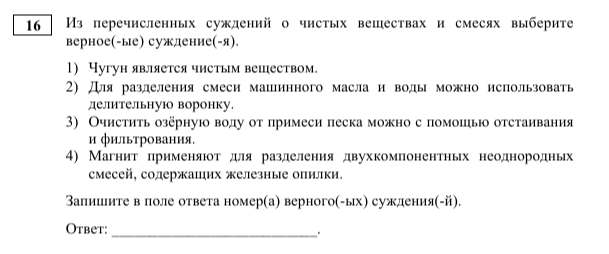 16 Из перечисленных суждений о чистых веществах и смесях выберите
верное(-ые) суждение(-я).
1) Чугун является чистым веществом.
2) Для разделения смеси машинного масла и воды можно использовать
делительную воронку.
3) Очистить озёрную воду от примеси песка можно с помощью отстаивания
и фильтрования.
4) Магнит применяют для разделения двухкомпонентных неоднородных
смесей, содержащих железные опилки.
Запишите в поле ответа номер(а) верного(-ых) суждения(-й).
Ответ: ____________________________.